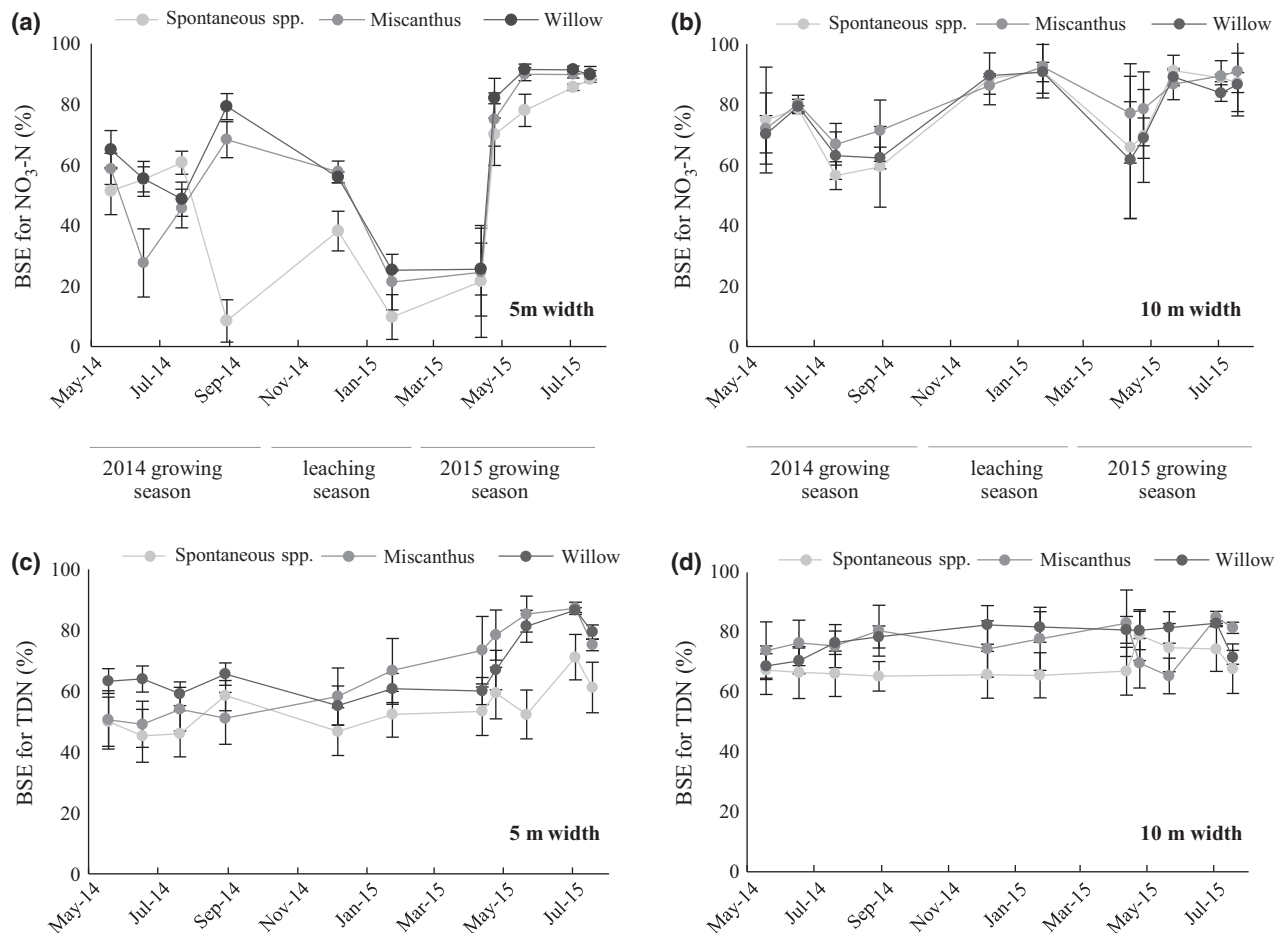 (a)
Spontaneous spp. Miscanthus Willow
BSE for NO₃-N (%)
100
80
60
40
20
0
5m width
May-14 Jul-14 Sep-14 Nov-14 Jan-15 Mar-15 May-15 Jul-15
2014 growing season
leaching season
2015 growing season
(b)
Spontaneous spp. Miscanthus Willow
BSE for NO₃-N (%)
100
80
60
40
20
0
10 m width
May-14 Jul-14 Sep-14 Nov-14 Jan-15 Mar-15 May-15 Jul-15
2014 growing season
leaching season
2015 growing season
(c)
Spontaneous spp. Miscanthus Willow
BSE for TDN (%)
100
80
60
40
20
0
5 m width
May-14 Jul-14 Sep-14 Nov-14 Jan-15 Mar-15 May-15 Jul-15
(d)
Spontaneous spp. Miscanthus Willow
BSE for TDN (%)
100
80
60
40
20
0
10 m width
May-14 Jul-14 Sep-14 Nov-14 Jan-15 Mar-15 May-15 Jul-15